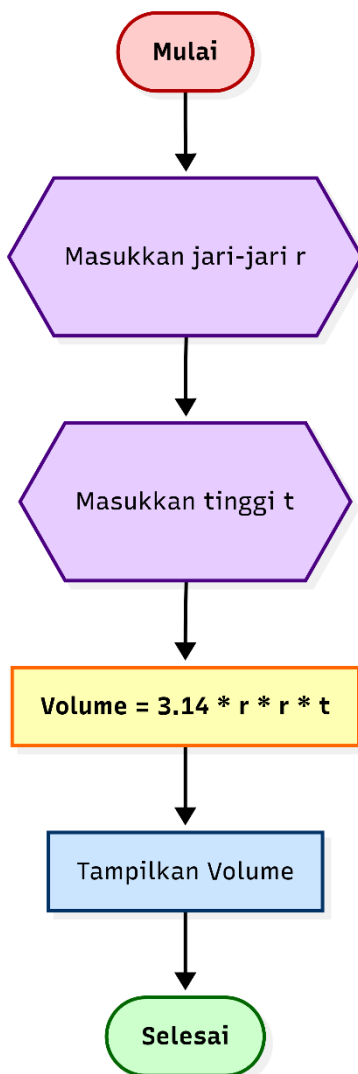 Mulai
Masukkan jari-jari r
Masukkan tinggi t
Volume = 3.14 * r * r * t
Tampilkan Volume
Selesai